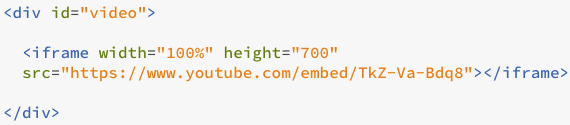 <div id="video">
<iframe width="100%" height="700"
src="https://www.youtube.com/embed/TkZ-Va-Bdq8"></iframe>
</div>